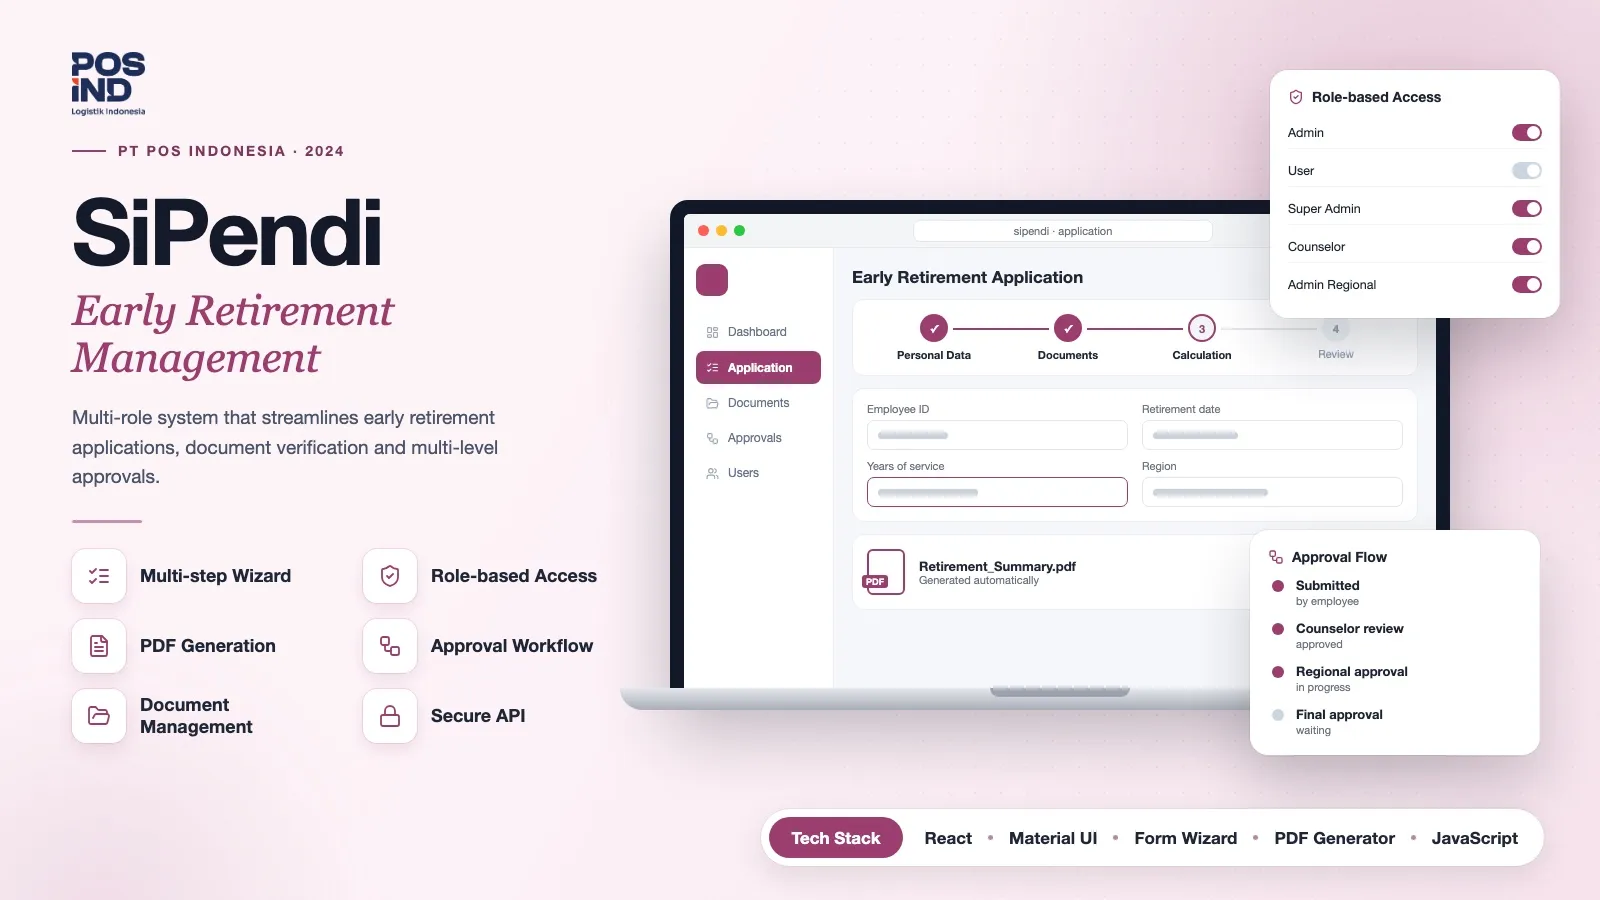 POS
IND
Logistik Indonesia
PT POS INDONESIA · 2024
SiPendi
Early Retirement
Management
Multi-role system that streamlines early retirement
applications, document verification and multi-level
approvals.
Multi-step Wizard
Role-based Access
PDF Generation
Approval Workflow
Document
Management
Secure API
sipendi · application
Dashboard
Application
Documents
Approvals
Users
Early Retirement Application
3
4
Personal Data
Documents
Calculation
Review
Employee ID
Retirement date
Years of service
Region
PDF
Retirement_Summary.pdf
Generated automatically
Role-based Access
Admin
User
Super Admin
Counselor
Admin Regional
Approval Flow
Submitted
by employee
Counselor review
approved
Regional approval
in progress
Final approval
waiting
Tech Stack
React • Material UI • Form Wizard • PDF Generator • JavaScript